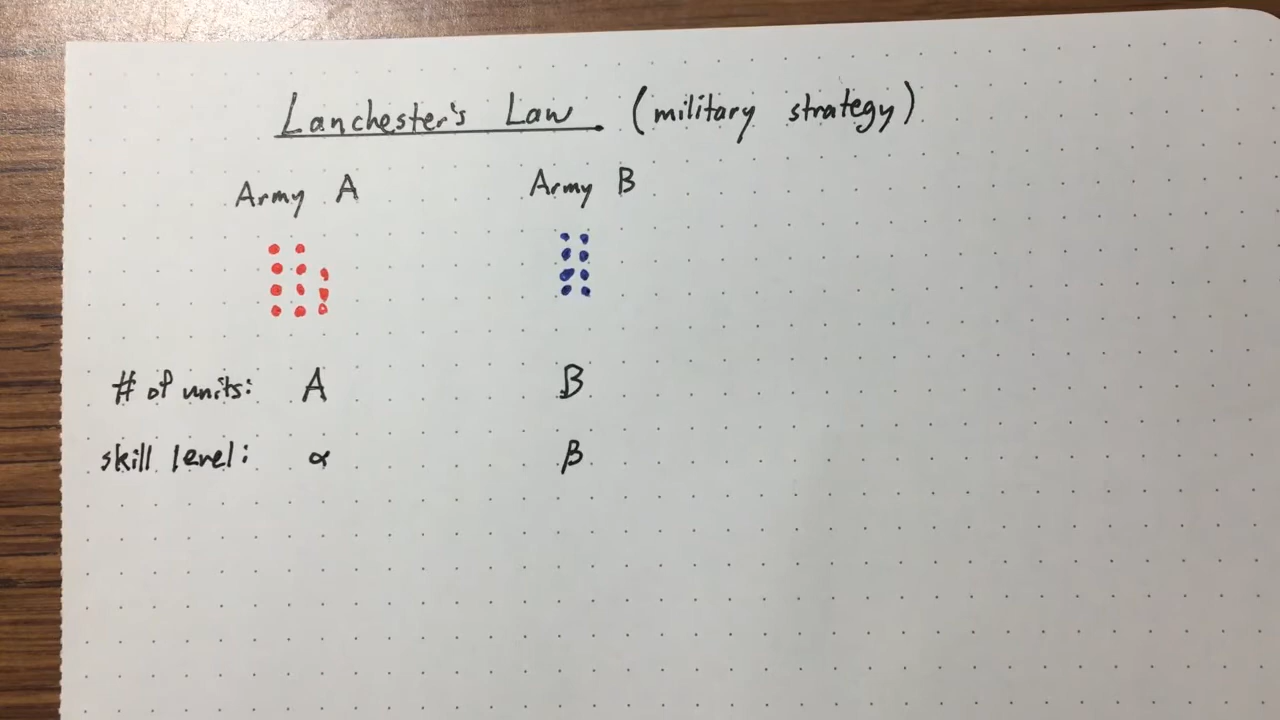 Lanchester's Law (military strategy)
Army A Army B
# of units: A B
skill level: α β